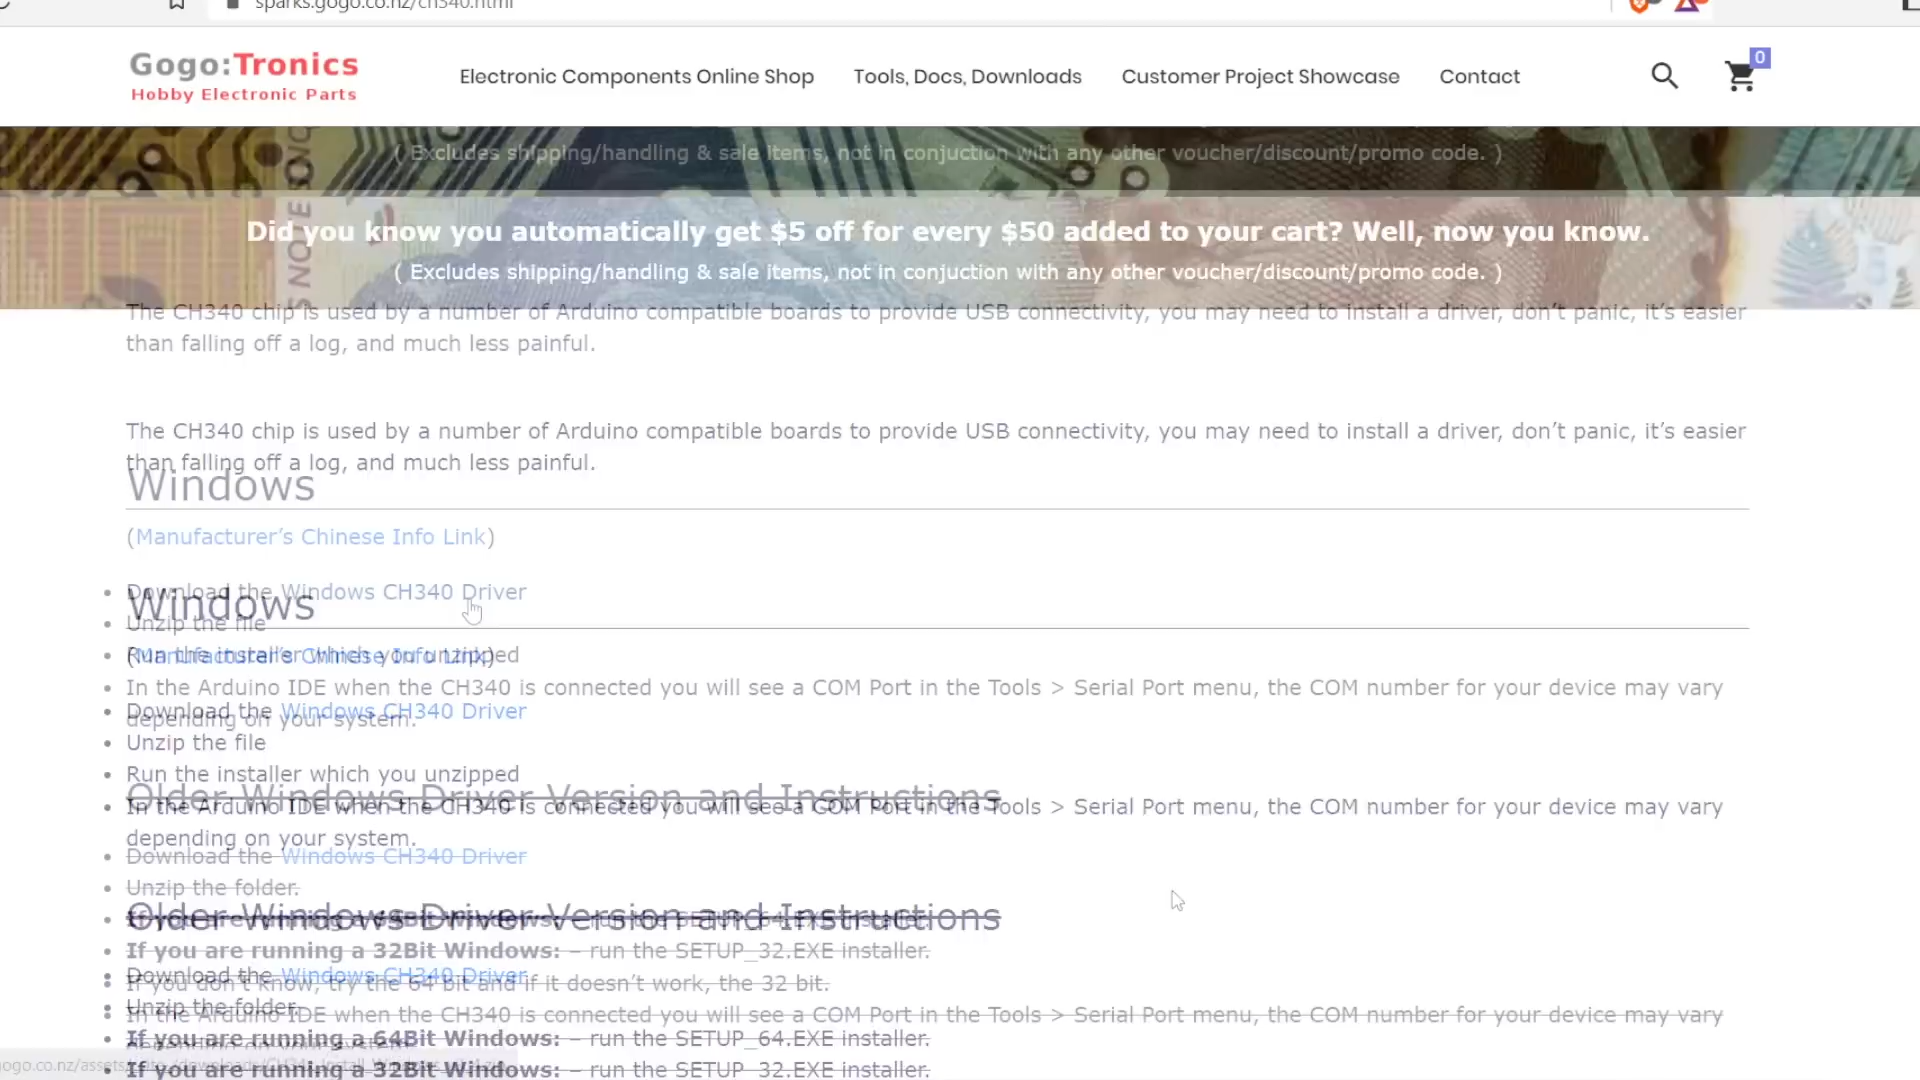 sparks.gogo.co.nz/ch340.html
Gogo:Tronics
Hobby Electronic Parts
Electronic Components Online Shop
Tools, Docs, Downloads
Customer Project Showcase
Contact
0
( Excludes shipping/handling & sale items, not in conjuction with any other voucher/discount/promo code. )
Did you know you automatically get $5 off for every $50 added to your cart? Well, now you know.
( Excludes shipping/handling & sale items, not in conjuction with any other voucher/discount/promo code. )
The CH340 chip is used by a number of Arduino compatible boards to provide USB connectivity, you may need to install a driver, don’t panic, it’s easier
than falling off a log, and much less painful.
The CH340 chip is used by a number of Arduino compatible boards to provide USB connectivity, you may need to install a driver, don’t panic, it’s easier
than falling off a log, and much less painful.
Windows
(Manufacturer’s Chinese Info Link)
Download the Windows CH340 Driver
Windows
Unzip the file
Run the installer which you unzipped
(Manufacturer’s Chinese Info Link)
In the Arduino IDE when the CH340 is connected you will see a COM Port in the Tools > Serial Port menu, the COM number for your device may vary
depending on your system.
Download the Windows CH340 Driver
Unzip the file
Run the installer which you unzipped
Older Windows Driver Version and Instructions
In the Arduino IDE when the CH340 is connected you will see a COM Port in the Tools > Serial Port menu, the COM number for your device may vary
depending on your system.
Download the Windows CH340 Driver
Unzip the folder.
If you are running a 64Bit Windows: – run the SETUP_64.EXE installer.
Older Windows Driver Version and Instructions
If you are running a 32Bit Windows: – run the SETUP_32.EXE installer.
Download the Windows CH340 Driver
If you don’t know, try the 64 bit and if it doesn’t work, the 32 bit.
Unzip the folder.
In the Arduino IDE when the CH340 is connected you will see a COM Port in the Tools > Serial Port menu, the COM number for your device may vary
If you are running a 64Bit Windows: – run the SETUP_64.EXE installer.
depending on your system.
If you are running a 32Bit Windows: – run the SETUP_32.EXE installer.